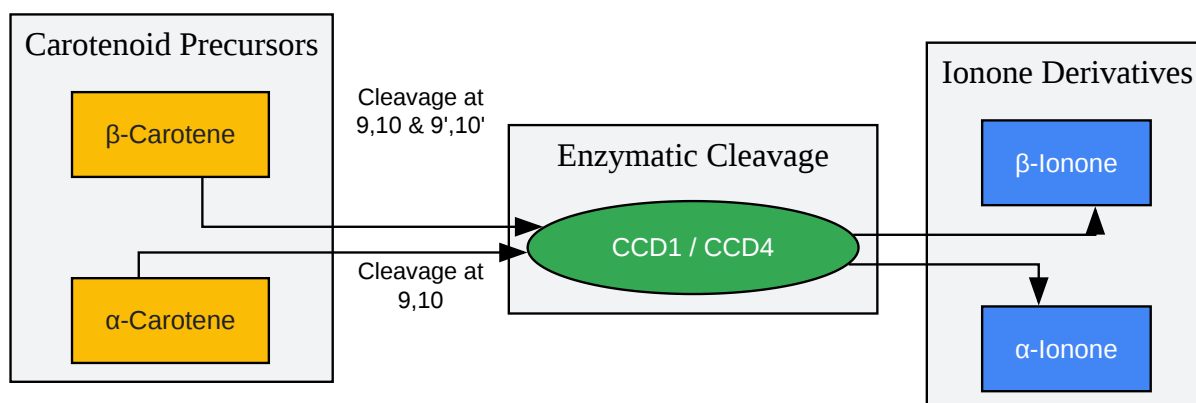 Carotenoid Precursors
β-Carotene
α-Carotene
Cleavage at
9,10 & 9',10'
Cleavage at
9,10
Enzymatic Cleavage
CCD1 / CCD4
Ionone Derivatives
β-Ionone
α-Ionone